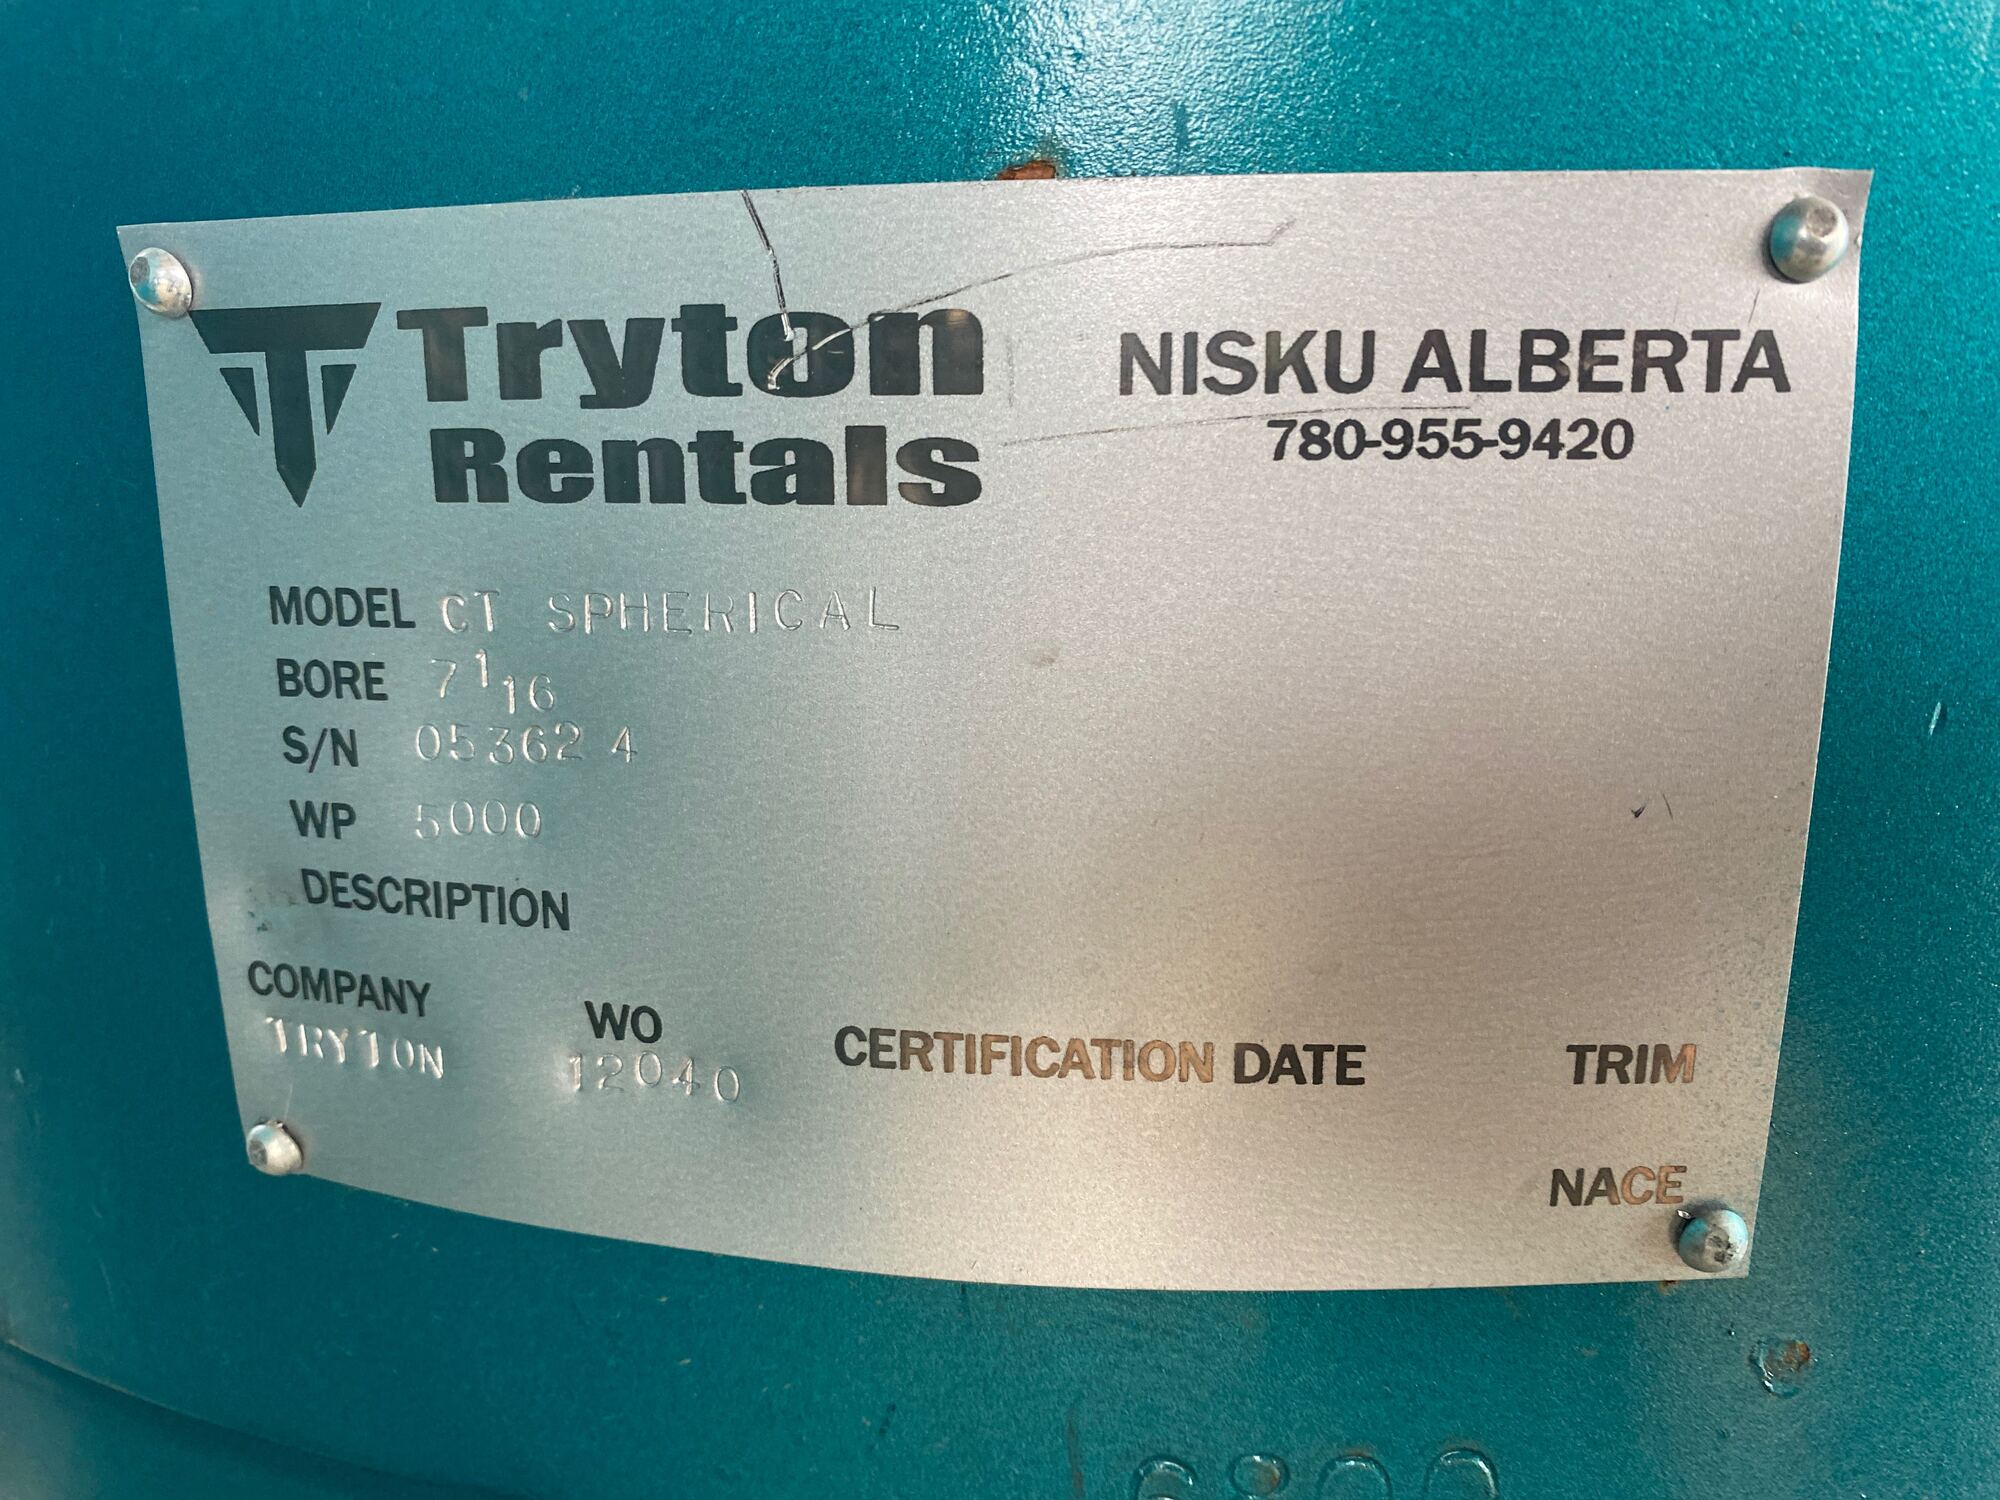 Tryton
Rentals
NISKU ALBERTA
780-955-9420
MODEL CT SPHERICAL
BORE 7 1/16
S/N 05362 4
WP 5000
DESCRIPTION
COMPANY
TRYTON
WO
12040
CERTIFICATION DATE
TRIM
NACE